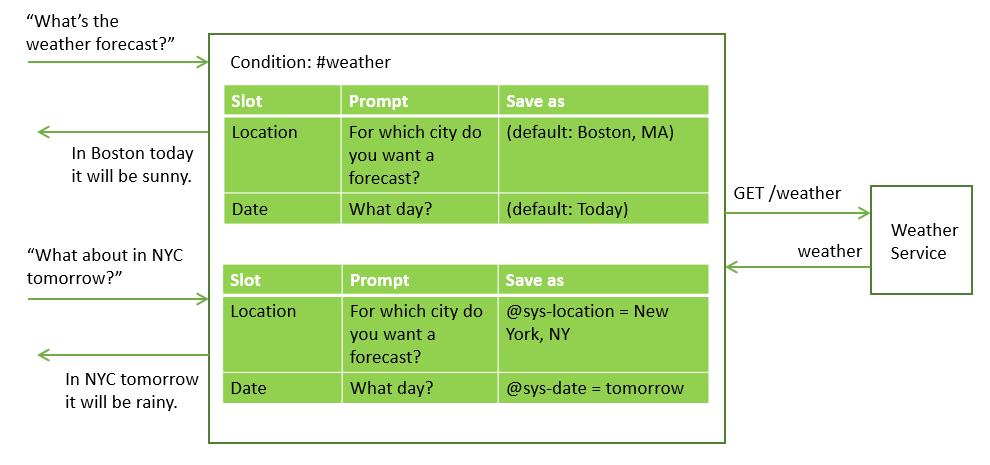 “What’s the
weather forecast?”
In Boston today
it will be sunny.
“What about in NYC
tomorrow?”
In NYC tomorrow
it will be rainy.
Condition: #weather
Slot Prompt Save as
Location For which city do (default: Boston, MA)
you want a
forecast?
Date What day? (default: Today)
Slot Prompt Save as
Location For which city do @sys-location = New
you want a York, NY
forecast?
Date What day? @sys-date = tomorrow
GET /weather
weather
Weather
Service